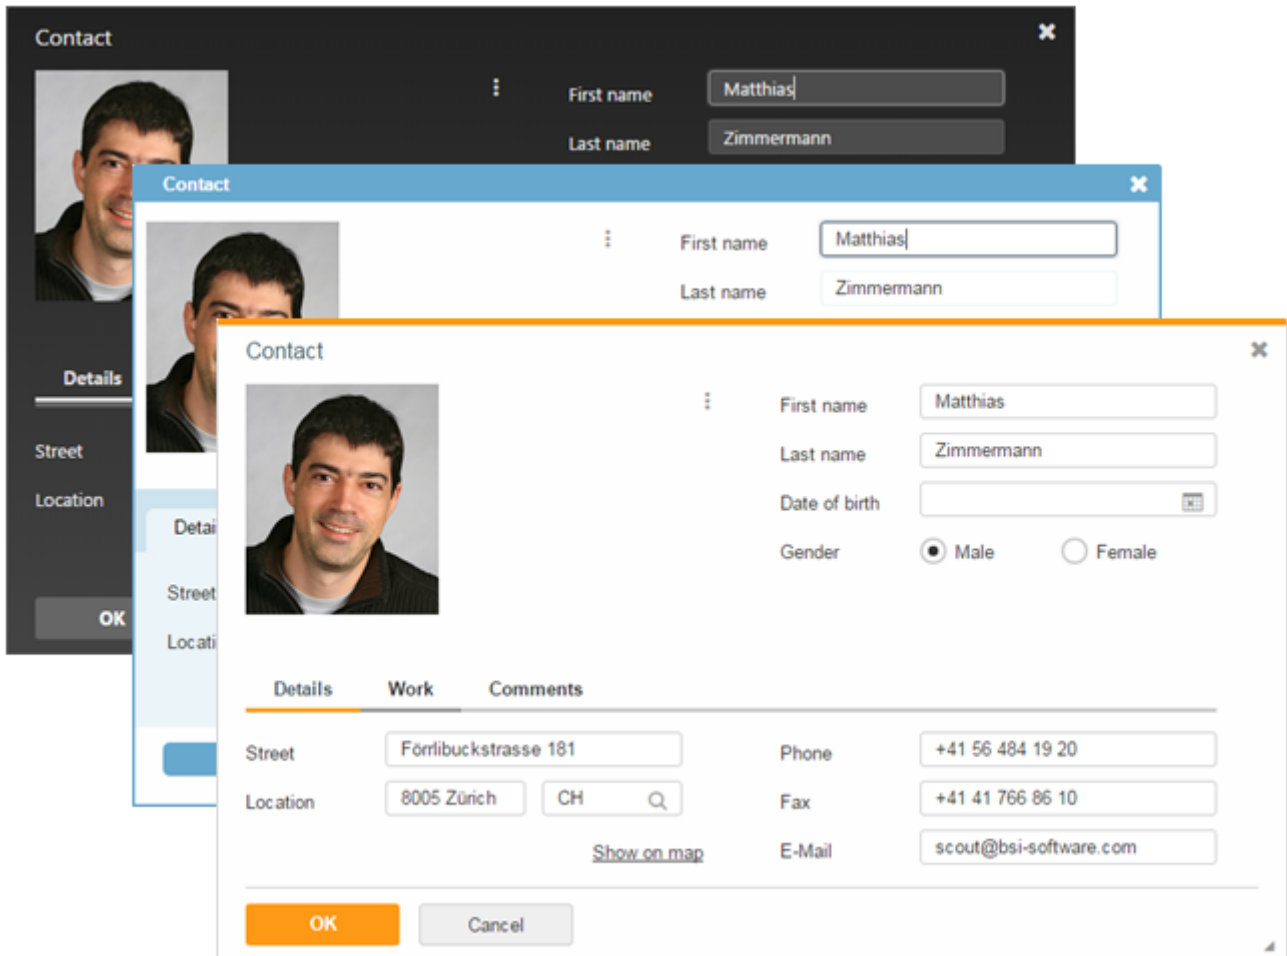 Contact
First name Matthias
Last name Zimmermann
Contact
First name Matthias
Last name Zimmermann
Contact
First name Matthias
Last name Zimmermann
Date of birth
Gender Male Female
Details
Street
Location
OK
Detai
Street
Locati
Details Work Comments
Street Förrlibuckstrasse 181 Phone +41 56 484 19 20
Location 8005 Zürich CH Fax +41 41 766 86 10
Show on map E-Mail scout@bsi-software.com
OK Cancel